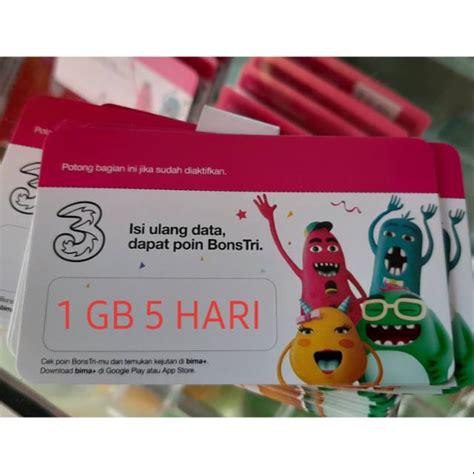 Potong bagian ini jika sudah diaktifkan.
3
Isi ulang data,
dapat poin BonsTri.
1 GB 5 HARI
Cek poin BonsTri-mu dan temukan kejutan di bima+.
Download bima+ di Google Play atau App Store.